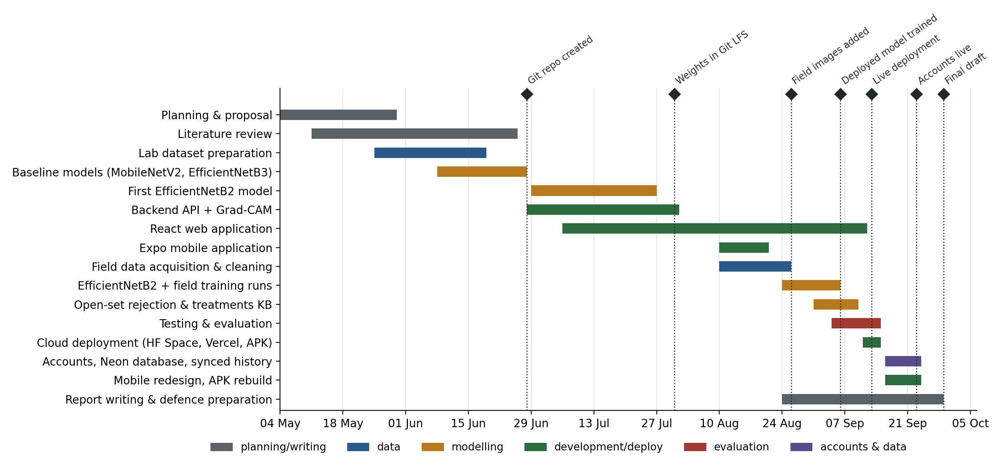 Git repo created
Weights in Git LFS
Field images added
Deployed model trained
Live deployment
Accounts live
Final draft
Planning & proposal
Literature review
Lab dataset preparation
Baseline models (MobileNetV2, EfficientNetB3)
First EfficientNetB2 model
Backend API + Grad-CAM
React web application
Expo mobile application
Field data acquisition & cleaning
EfficientNetB2 + field training runs
Open-set rejection & treatments KB
Testing & evaluation
Cloud deployment (HF Space, Vercel, APK)
Accounts, Neon database, synced history
Mobile redesign, APK rebuild
Report writing & defence preparation
04 May 18 May 01 Jun 15 Jun 29 Jun 13 Jul 27 Jul 10 Aug 24 Aug 07 Sep 21 Sep 05 Oct
planning/writing data modelling development/deploy evaluation accounts & data